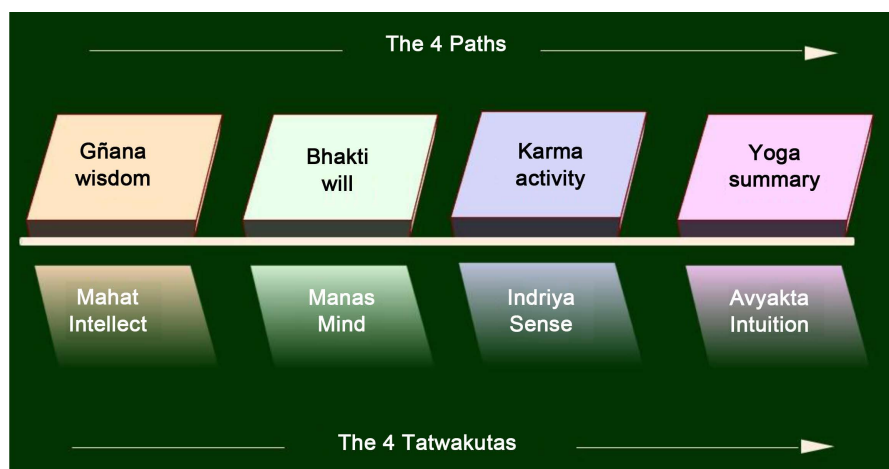 The 4 Paths
Gñana
wisdom
Bhakti
will
Karma
activity
Yoga
summary
Mahat
Intellect
Manas
Mind
Indriya
Sense
Avyakta
Intuition
The 4 Tatwakutas